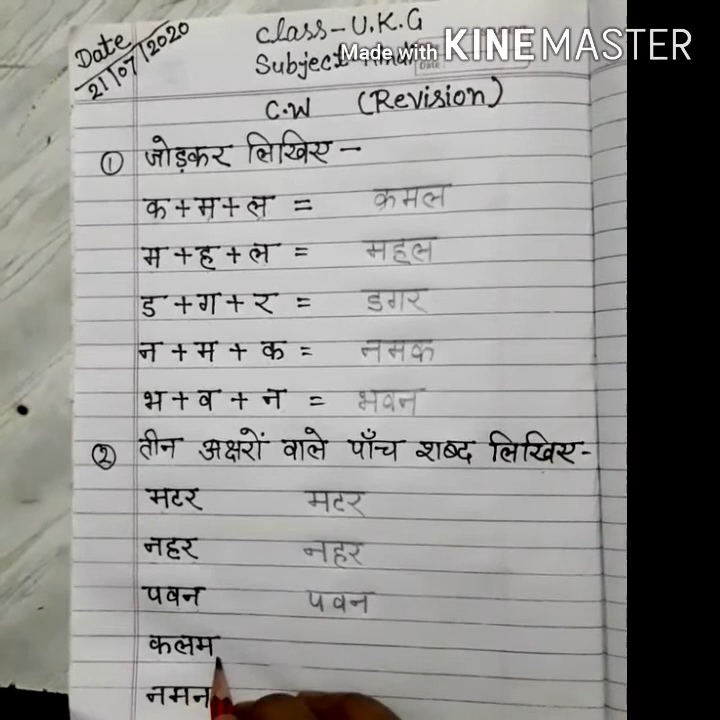 Date
21/07/2020
Class-U.K.G
Subject
Made with KINEMASTER
Date
C.W (Revision)
① जोड़कर लिखिए -
क + म + ल = कमल
म + ह + ल = महल
ड + ग + र = डगर
न + म + क = नमक
भ + व + न = भवन
② तीन अक्षरों वाले पाँच शब्द लिखिए-
मटर मटर
नहर नहर
पवन पवन
कलम
नमन